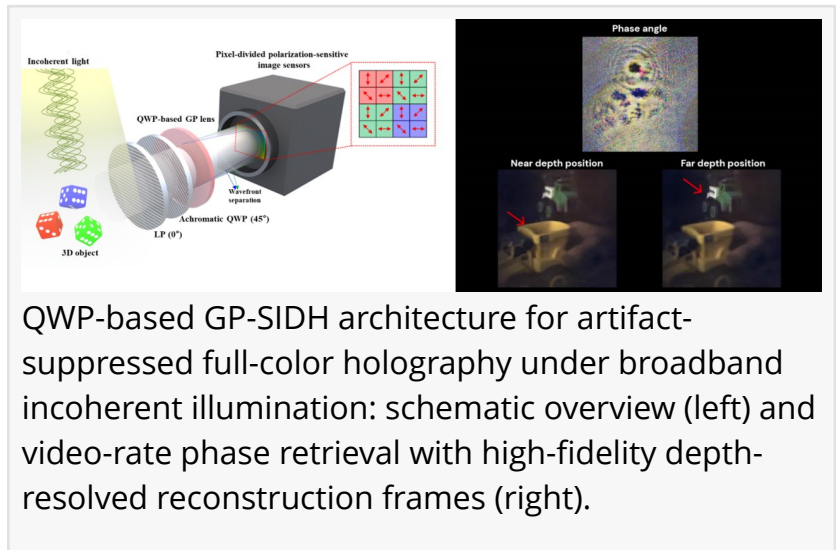 Incoherent light
Pixel-divided polarization-sensitive
image sensors
QWP-based GP lens
Wavefront
separation
Achromatic QWP (45°)
LP (0°)
3D object
Phase angle
Near depth position
Far depth position
QWP-based GP-SIDH architecture for artifact-
suppressed full-color holography under broadband
incoherent illumination: schematic overview (left) and
video-rate phase retrieval with high-fidelity depth-
resolved reconstruction frames (right).